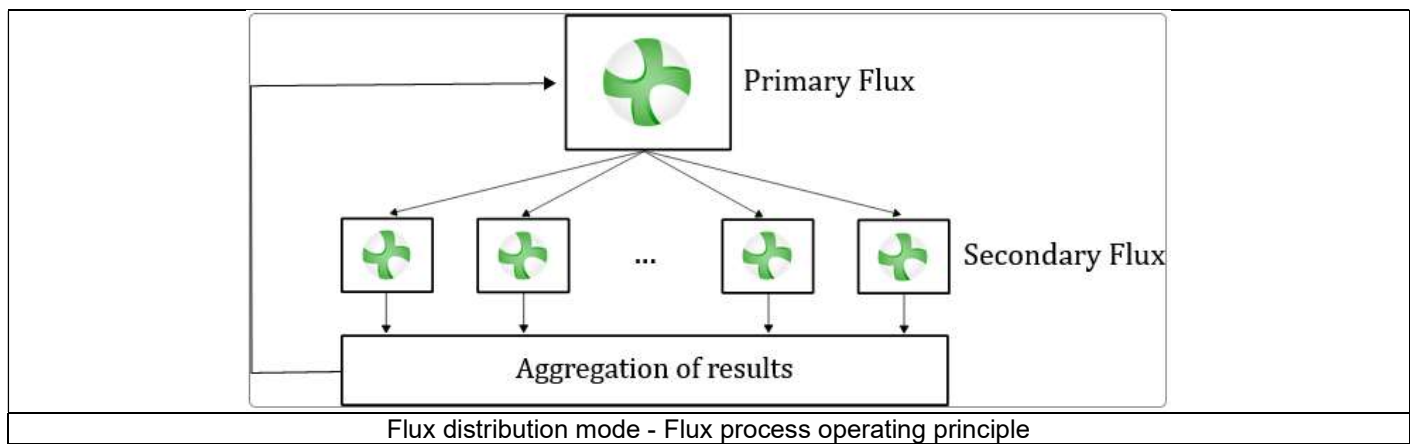 Primary Flux
...
Secondary Flux
Aggregation of results
Flux distribution mode - Flux process operating principle